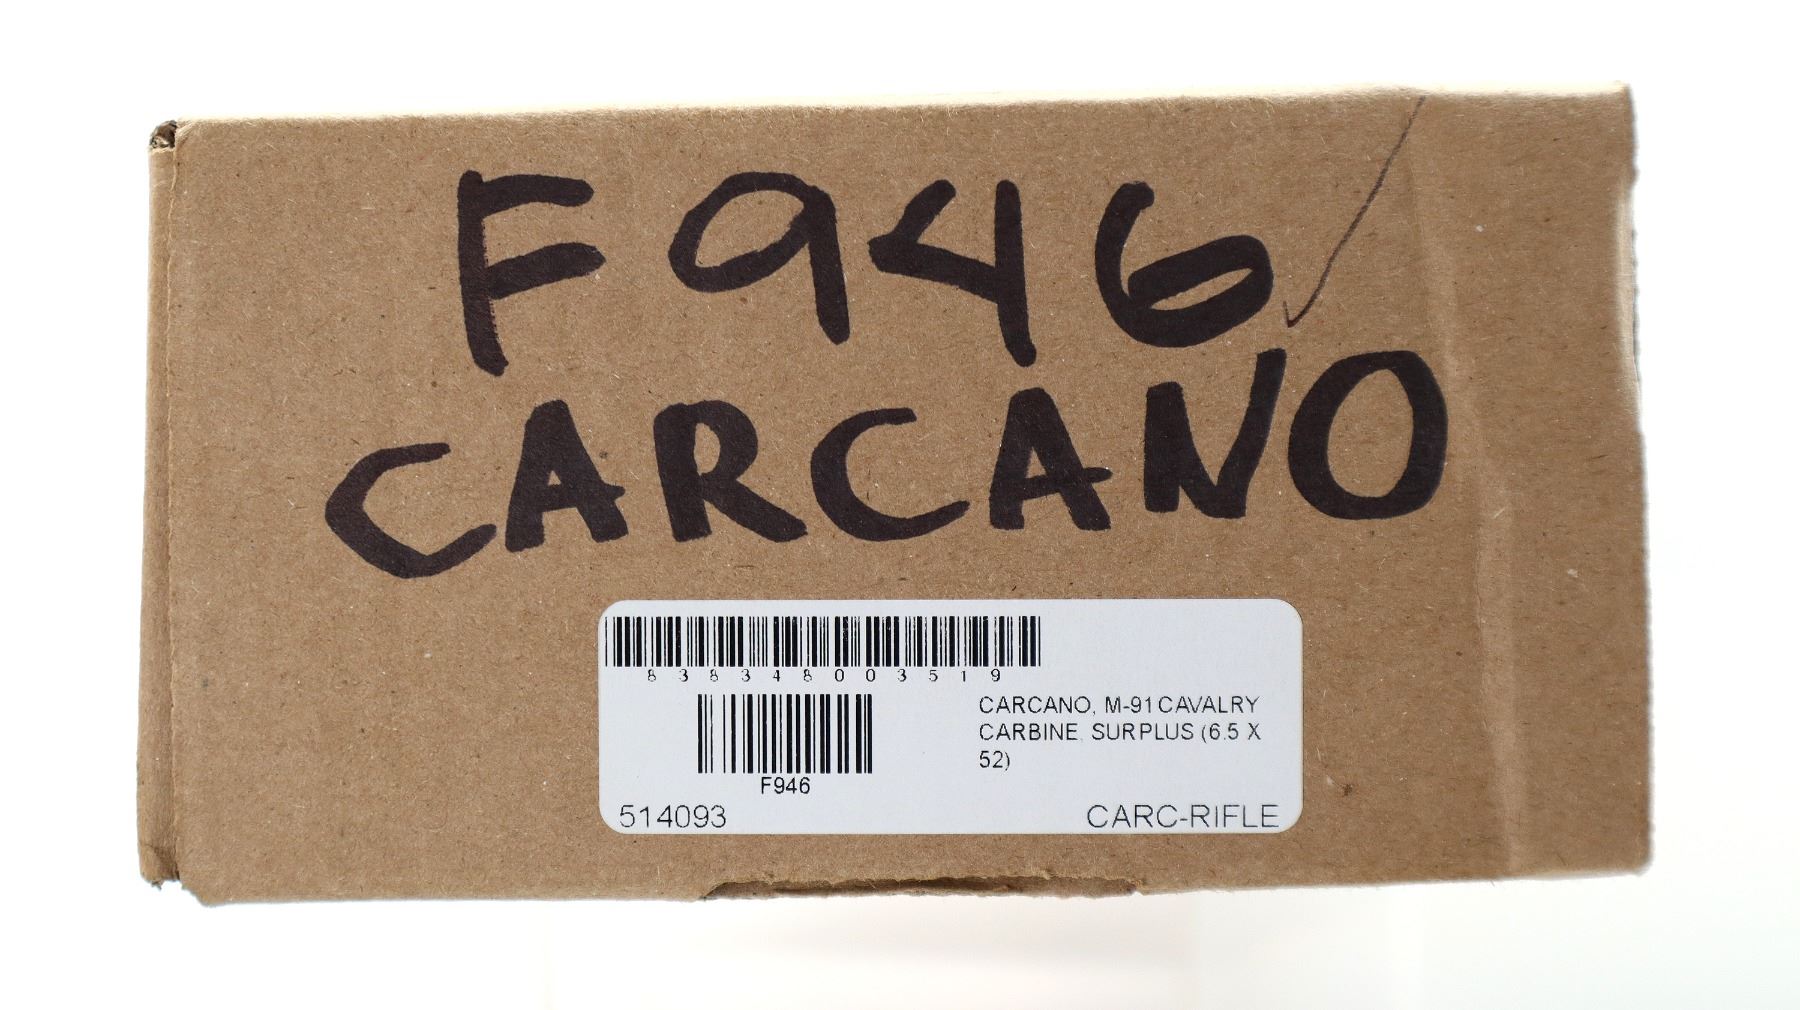 F946
CARCANO
838348003519
CARCANO, M-91 CAVALRY
CARBINE, SURPLUS (6.5 X
52)
F946
514093
CARC-RIFLE